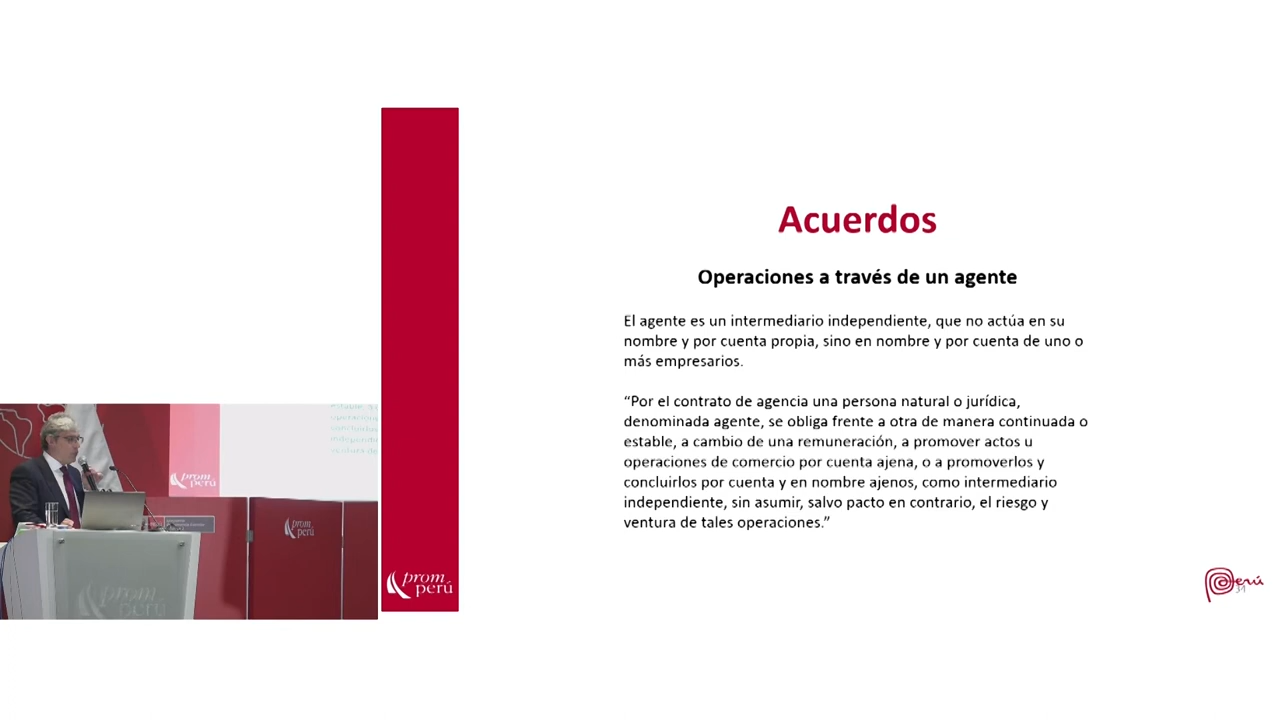 Acuerdos
Operaciones a través de un agente
El agente es un intermediario independiente, que no actúa en su
nombre y por cuenta propia, sino en nombre y por cuenta de uno o
más empresarios.
“Por el contrato de agencia una persona natural o jurídica,
denominada agente, se obliga frente a otra de manera continuada o
estable, a cambio de una remuneración, a promover actos u
operaciones de comercio por cuenta ajena, o a promoverlos y
concluirlos por cuenta y en nombre ajenos, como intermediario
independiente, sin asumir, salvo pacto en contrario, el riesgo y
ventura de tales operaciones.”
prom
perú
prom
perú
prom
perú
prom
perú
Perú
31